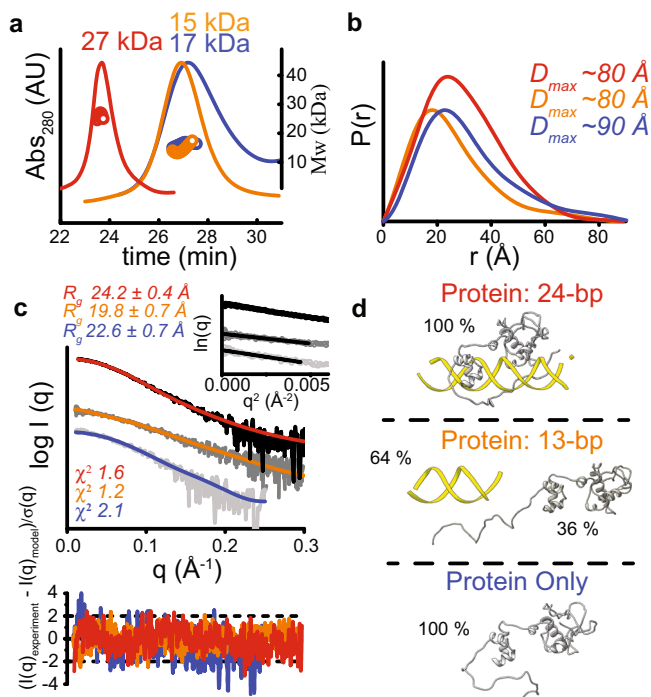 a
27 kDa
15 kDa
17 kDa
Abs280 (AU)
40
30
20
10
Mw (kDa)
22 24 26 28 30
time (min)
b
Dmax ~80 Å
Dmax ~80 Å
Dmax ~90 Å
P(r)
0 20 40 60 80
r (Å)
c
Rg 24.2 ± 0.4 Å
Rg 19.8 ± 0.7 Å
Rg 22.6 ± 0.7 Å
ln(q)
0.000 0.005
q² (Å⁻²)
log I (q)
χ² 1.6
χ² 1.2
χ² 2.1
0.0 0.1 0.2 0.3
q (Å⁻¹)
(I(q)experiment - I(q)model)/σ(q)
4
2
0
-2
-4
d
Protein: 24-bp
100 %
Protein: 13-bp
64 %
36 %
Protein Only
100 %